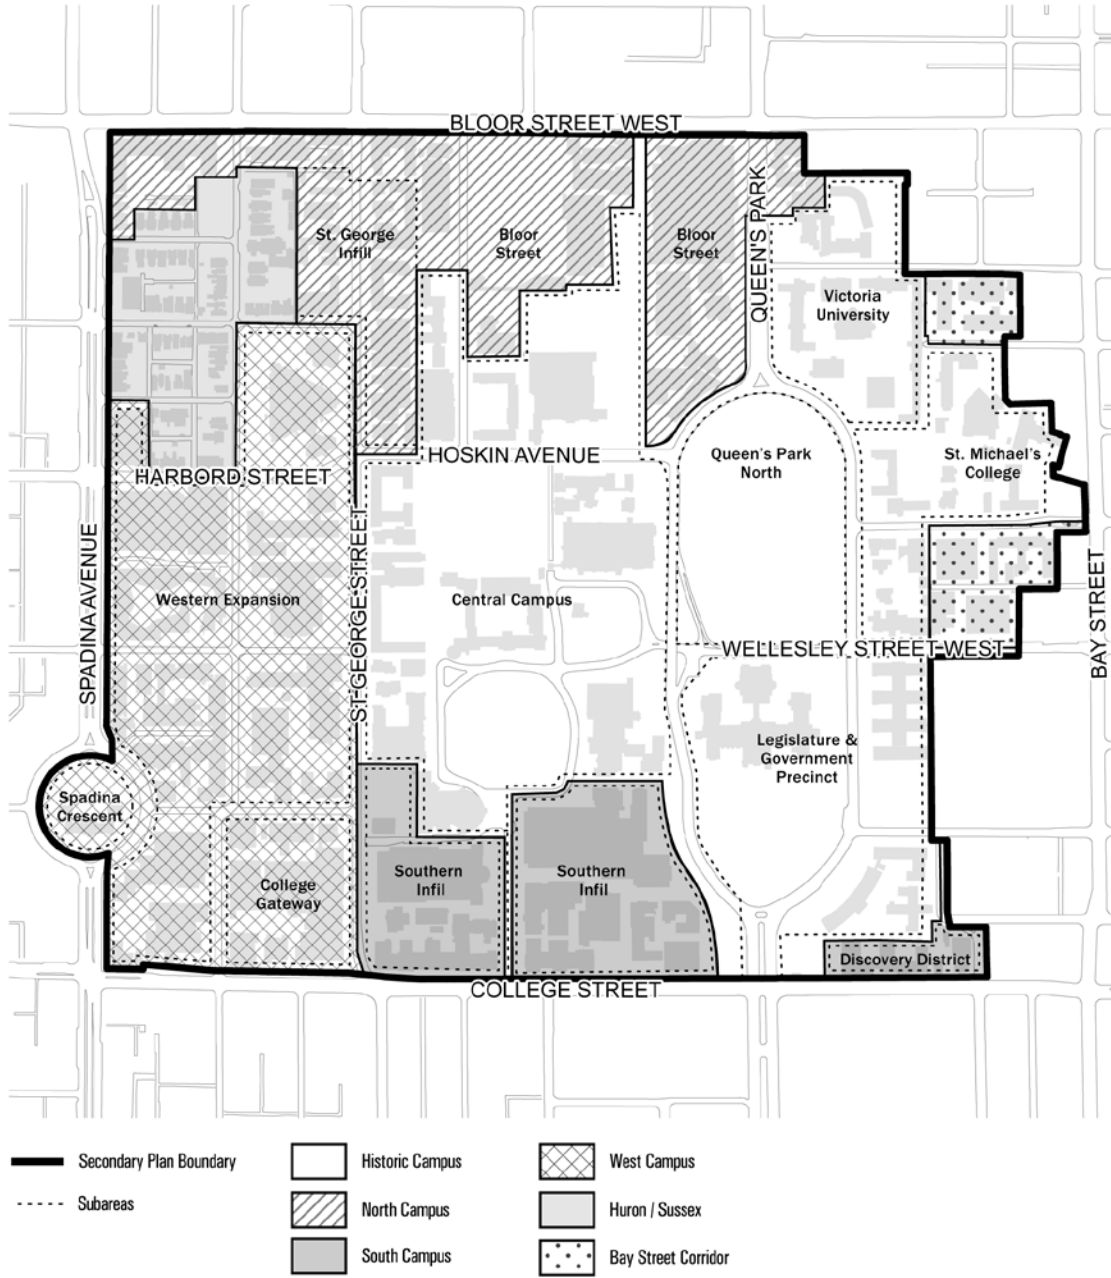 BLOOR STREET WEST
QUEEN'S PARK
St. George
Infill
Bloor
Street
Bloor
Street
Victoria
University
HOSKIN AVENUE
Queen's Park
North
St. Michael's
College
HARBORD STREET
SPADINA AVENUE
ST GEORGE STREET
Western Expansion
Central Campus
WELLESLEY STREET WEST
BAY STREET
Legislature &
Government
Precinct
Spadina
Crescent
College
Gateway
Southern
Infil
Southern
Infil
Discovery District
COLLEGE STREET
Secondary Plan Boundary
Subareas
Historic Campus
North Campus
South Campus
West Campus
Huron / Sussex
Bay Street Corridor